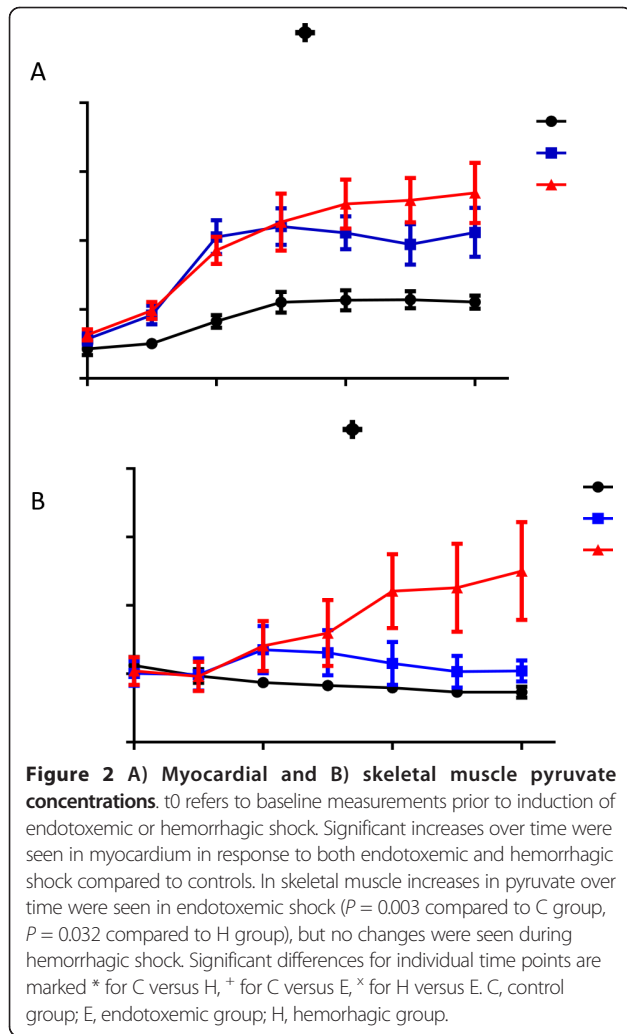 A
B
Figure 2 A) Myocardial and B) skeletal muscle pyruvate
concentrations. t0 refers to baseline measurements prior to induction of
endotoxemic or hemorrhagic shock. Significant increases over time were
seen in myocardium in response to both endotoxemic and hemorrhagic
shock compared to controls. In skeletal muscle increases in pyruvate over
time were seen in endotoxemic shock (P = 0.003 compared to C group,
P = 0.032 compared to H group), but no changes were seen during
hemorrhagic shock. Significant differences for individual time points are
marked * for C versus H, + for C versus E, x for H versus E. C, control
group; E, endotoxemic group; H, hemorrhagic group.